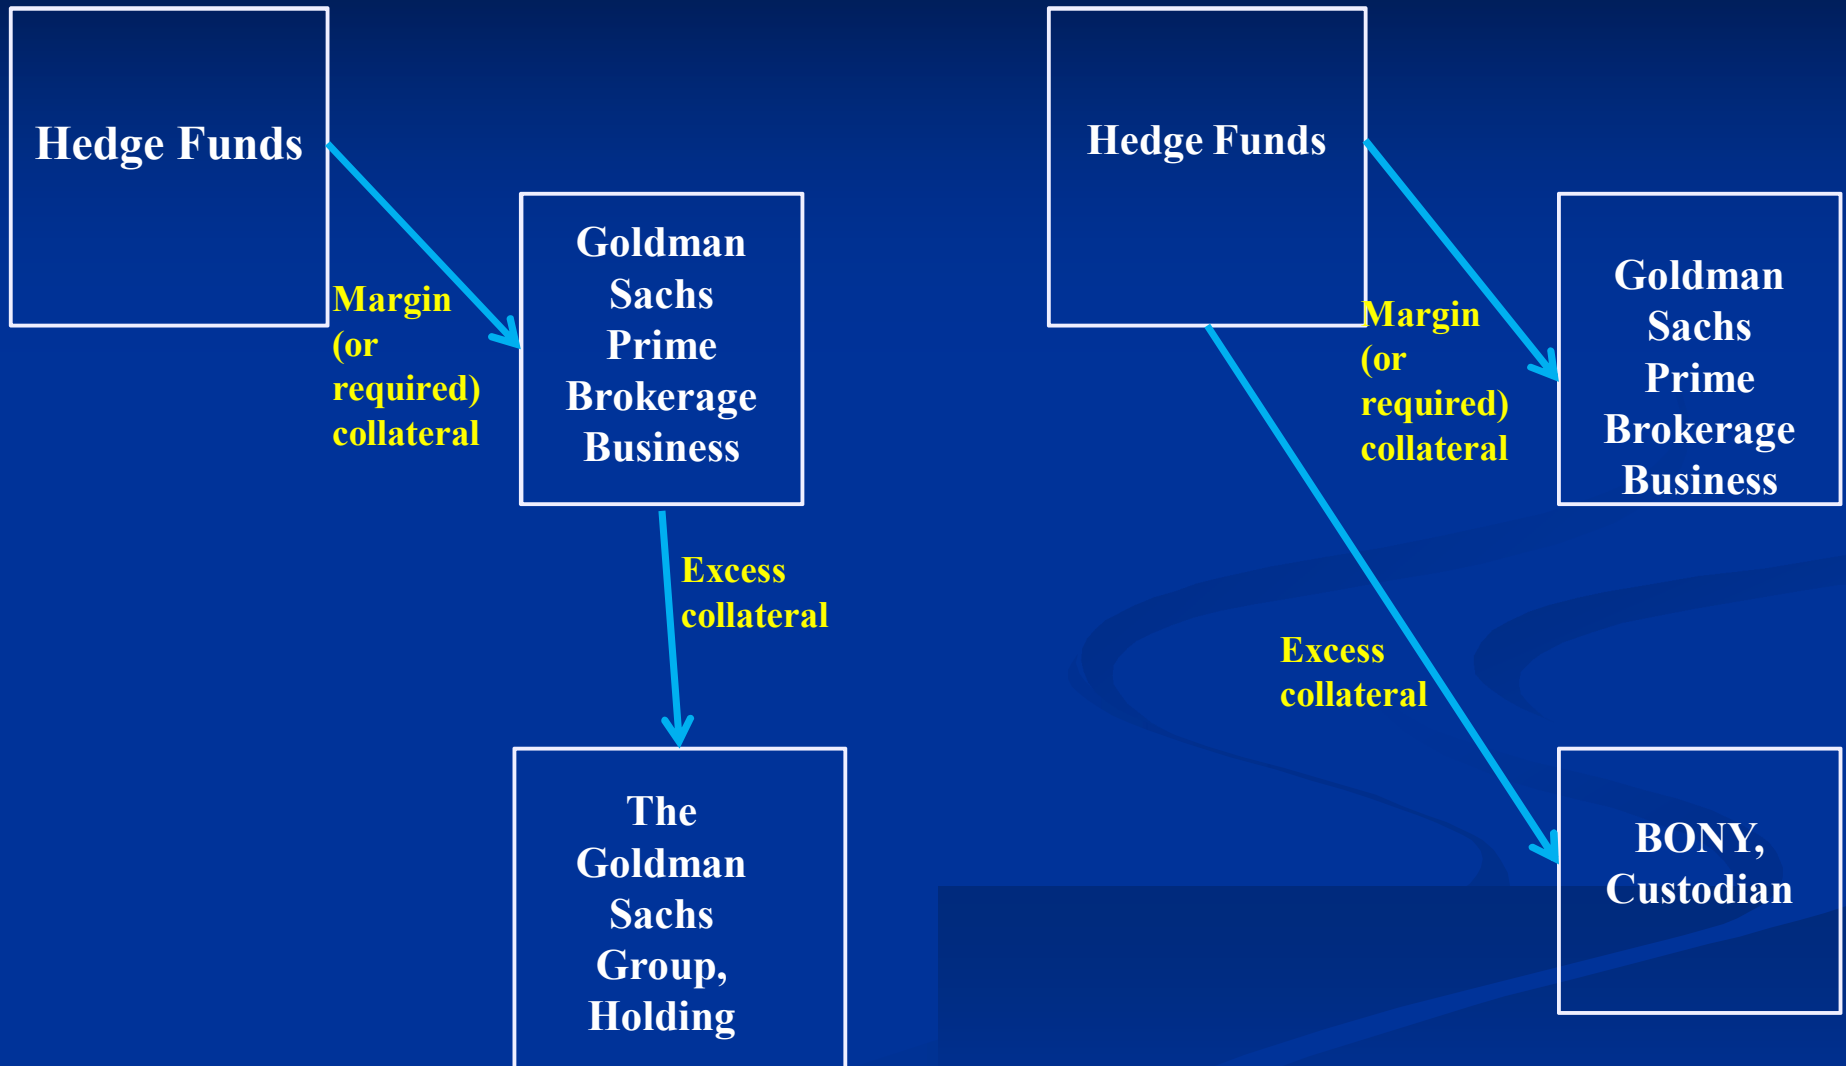 Hedge Funds
Margin
(or
required)
collateral
Goldman
Sachs
Prime
Brokerage
Business
Excess
collateral
The
Goldman
Sachs
Group,
Holding
Hedge Funds
Margin
(or
required)
collateral
Goldman
Sachs
Prime
Brokerage
Business
Excess
collateral
BONY,
Custodian